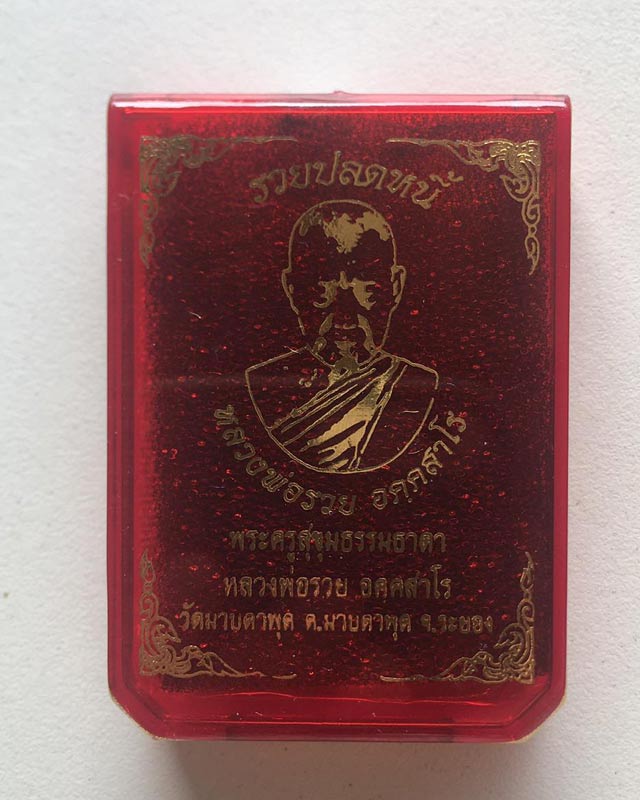 รวยปลดหนี้
หลวงพ่อรวย อคฺคสาโร
พระครูสุขุมธรรมธาดา
หลวงพ่อรวย อคฺคสาโร
วัดมาบตาพุด ต.มาบตาพุด จ.ระยอง